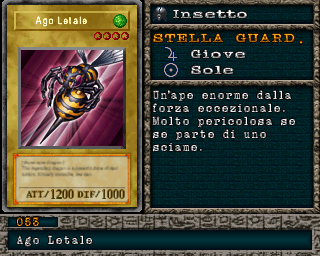 Ago Letale
Insetto
STELLA GUARD.
Giove
Sole
Un'ape enorme dalla
forza eccezionale.
Molto pericolosa se
se parte di uno
sciame.
ATT/1200 DIF/1000
053
Ago Letale